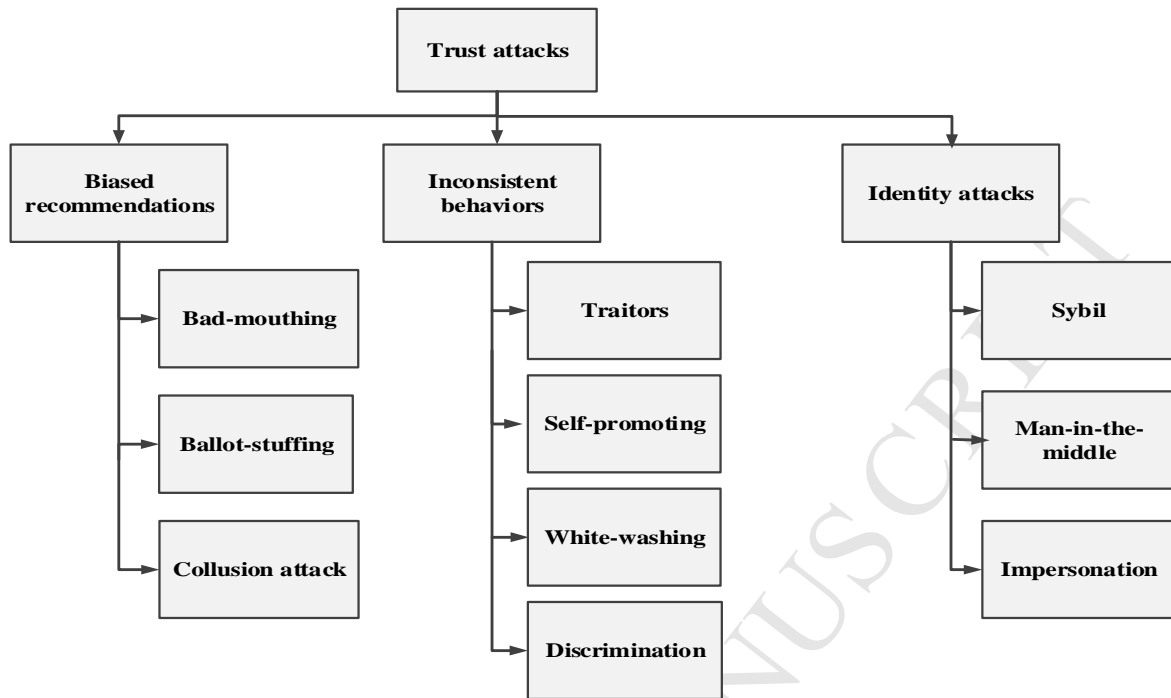 Trust attacks
Biased
recommendations
Inconsistent
behaviors
Identity attacks
Bad-mouthing
Ballot-stuffing
Collusion attack
Traitors
Self-promoting
White-washing
Discrimination
Sybil
Man-in-the-
middle
Impersonation
NUSCRIPT